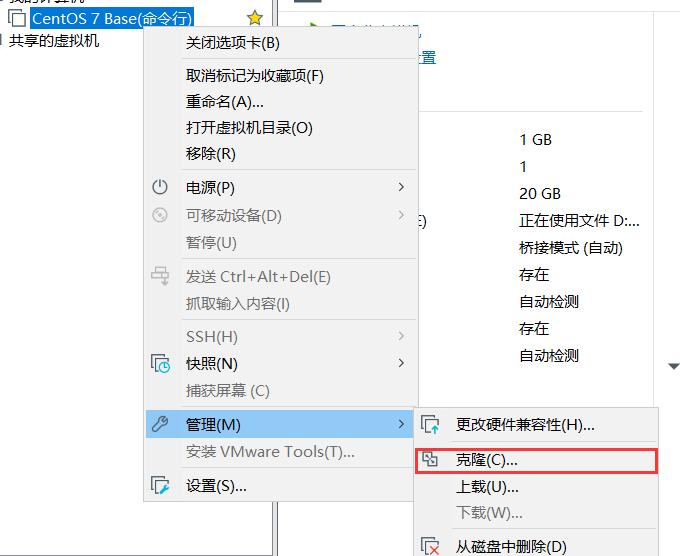 CentOS 7 Base(命令行)
共享的虚拟机
关闭选项卡(B)
取消标记为收藏项(F)
重命名(A)...
打开虚拟机目录(O)
移除(R)
电源(P)
可移动设备(D)
暂停(U)
发送 Ctrl+Alt+Del(E)
抓取输入内容(I)
SSH(H)
快照(N)
捕获屏幕 (C)
管理(M)
安装 VMware Tools(T)...
设置(S)...
置
1 GB
1
20 GB
E)
正在使用文件 D:...
桥接模式 (自动)
存在
自动检测
存在
自动检测
更改硬件兼容性(H)...
克隆(C)...
上载(U)...
下载(W)...
从磁盘中删除(D)